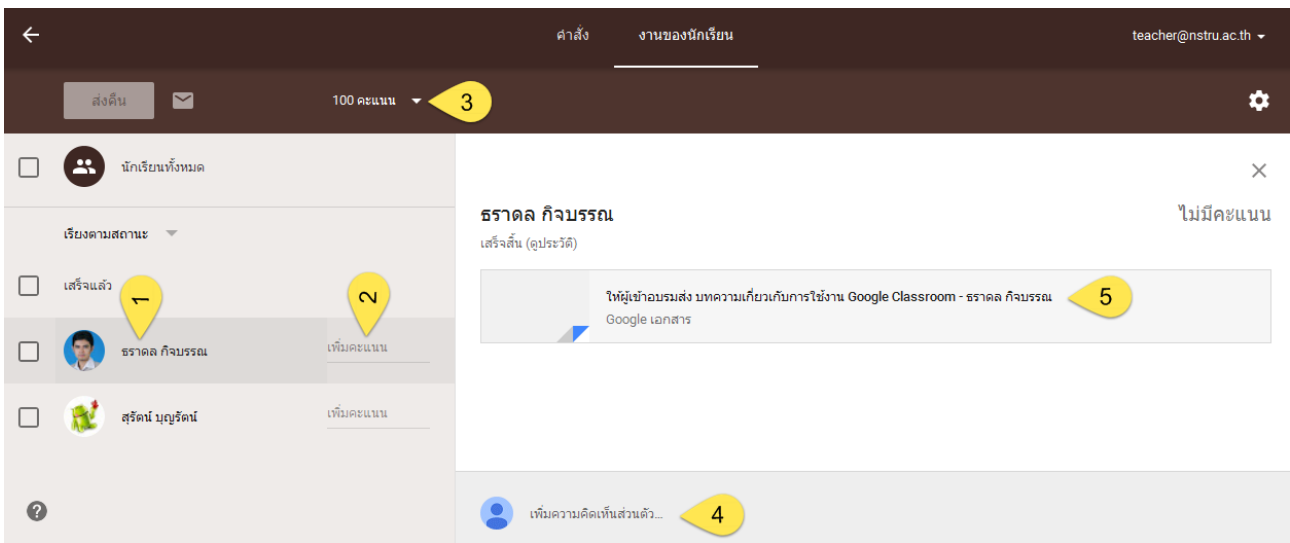 คำสั่ง งานของนักเรียน teacher@nstru.ac.th
ส่งคืน 100 คะแนน 3
นักเรียนทั้งหมด
ธราดล กิจบรรณ ไม่มีคะแนน
เรียงตามสถานะ
เสร็จสิ้น (ดูประวัติ)
เสร็จแล้ว
1 2
ให้ผู้เข้าอบรมส่ง บทความเกี่ยวกับการใช้งาน Google Classroom - ธราดล กิจบรรณ 5
Google เอกสาร
ธราดล กิจบรรณ เพิ่มคะแนน
สุรัตน์ บุญรัตน์ เพิ่มคะแนน
เพิ่มความคิดเห็นส่วนตัว... 4